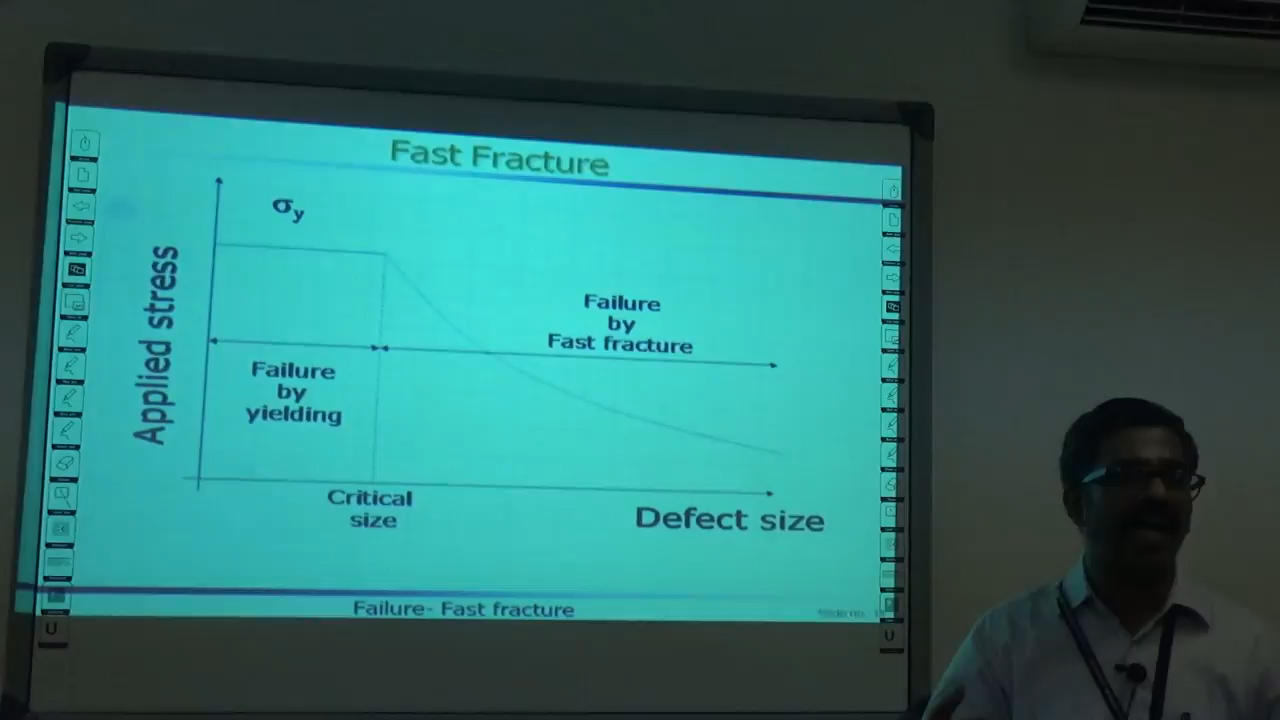 Fast Fracture
σy
Applied stress
Failure
by
Fast fracture
Failure
by
yielding
Critical
size
Defect size
Failure- Fast fracture
U
U